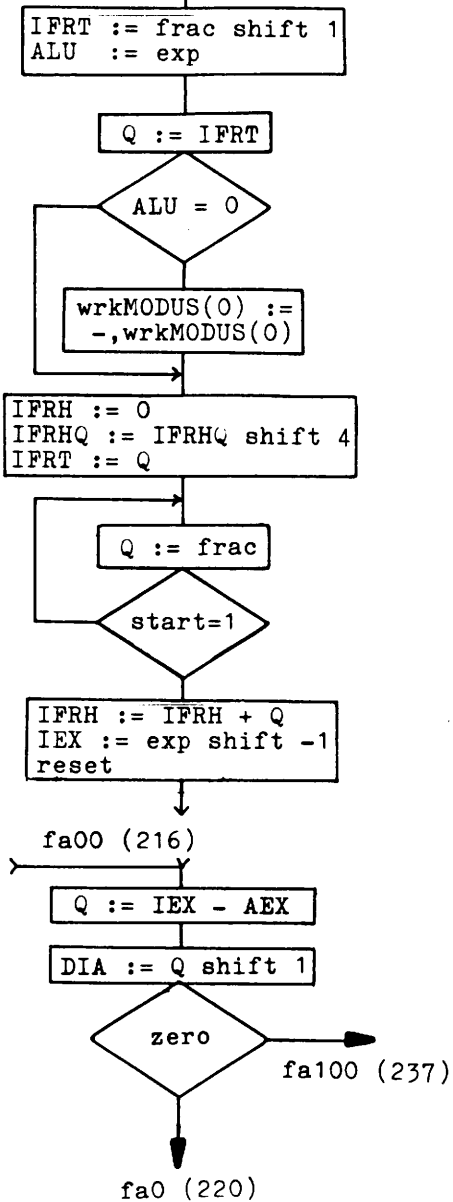 IFRT := frac shift 1
ALU := exp
Q := IFRT
ALU = 0
wrkMODUS(0) :=
-,wrkMODUS(0)
IFRH := 0
IFRHQ := IFRHQ shift 4
IFRT := Q
Q := frac
start=1
IFRH := IFRH + Q
IEX := exp shift -1
reset
fa00 (216)
Q := IEX - AEX
DIA := Q shift 1
zero
fa100 (237)
fa0 (220)